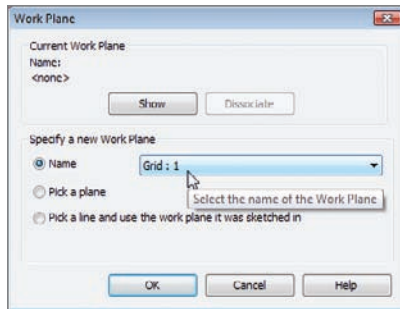 Work Plane
Current Work Plane
Name:
<none>
Show
Dissociate
Specify a new Work Plane
Name
Grid : 1
Pick a plane
Select the name of the Work Plane
Pick a line and use the work plane it was sketched in
OK
Cancel
Help